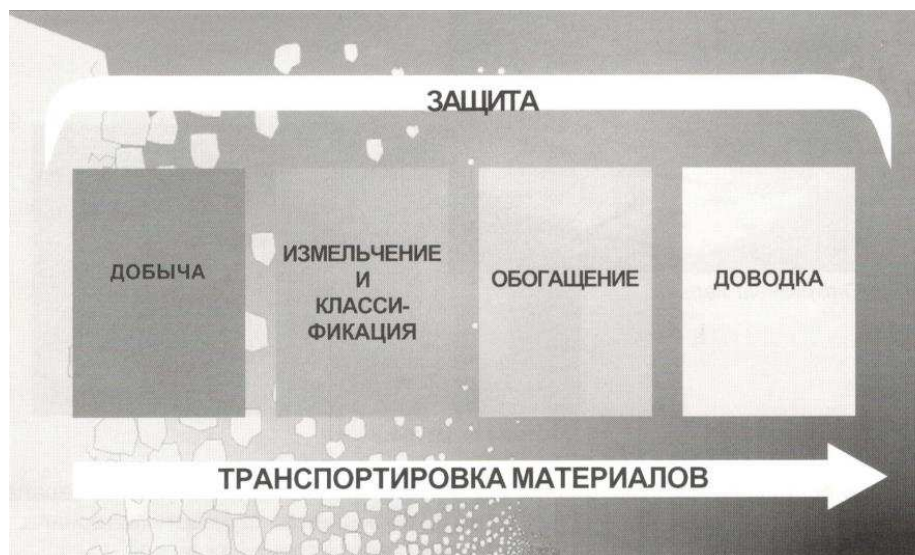 ЗАЩИТА
ДОБЫЧА
ИЗМЕЛЬЧЕНИЕ
И
КЛАССИ-
ФИКАЦИЯ
ОБОГАЩЕНИЕ
ДОВОДКА
ТРАНСПОРТИРОВКА МАТЕРИАЛОВ